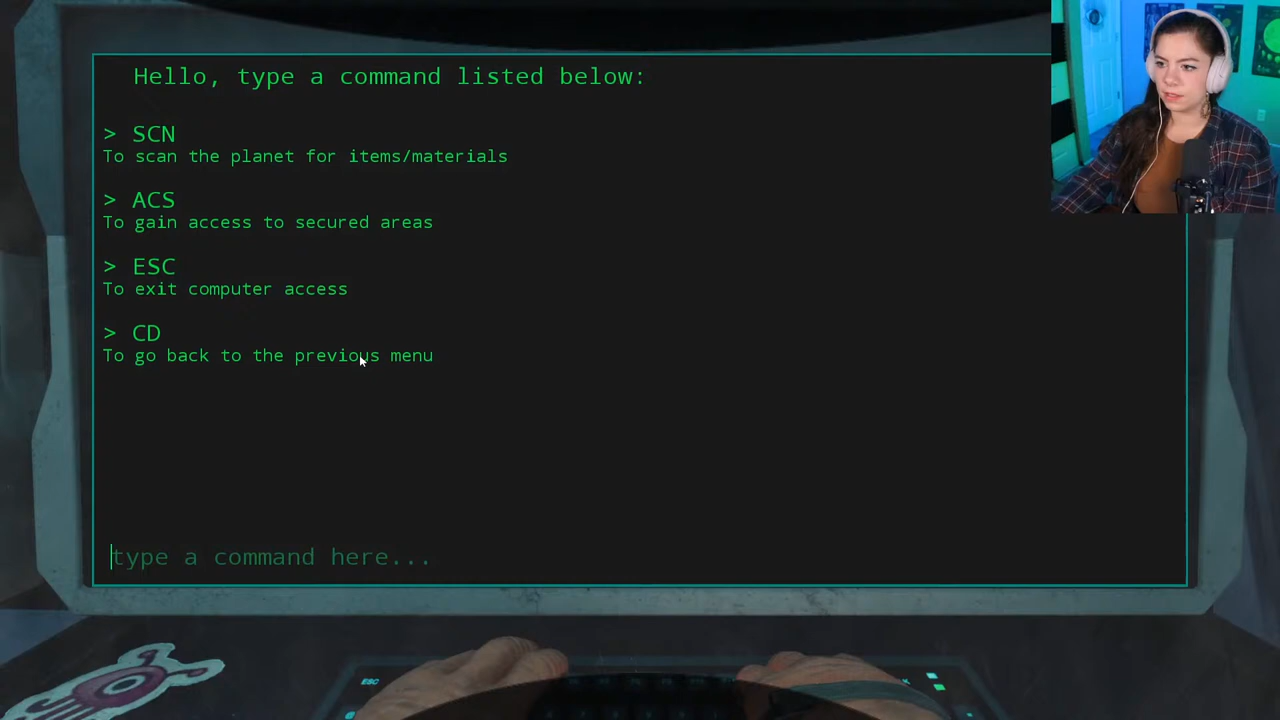 Hello, type a command listed below:
> SCN
To scan the planet for items/materials
> ACS
To gain access to secured areas
> ESC
To exit computer access
> CD
To go back to the previous menu
type a command here...
ESC